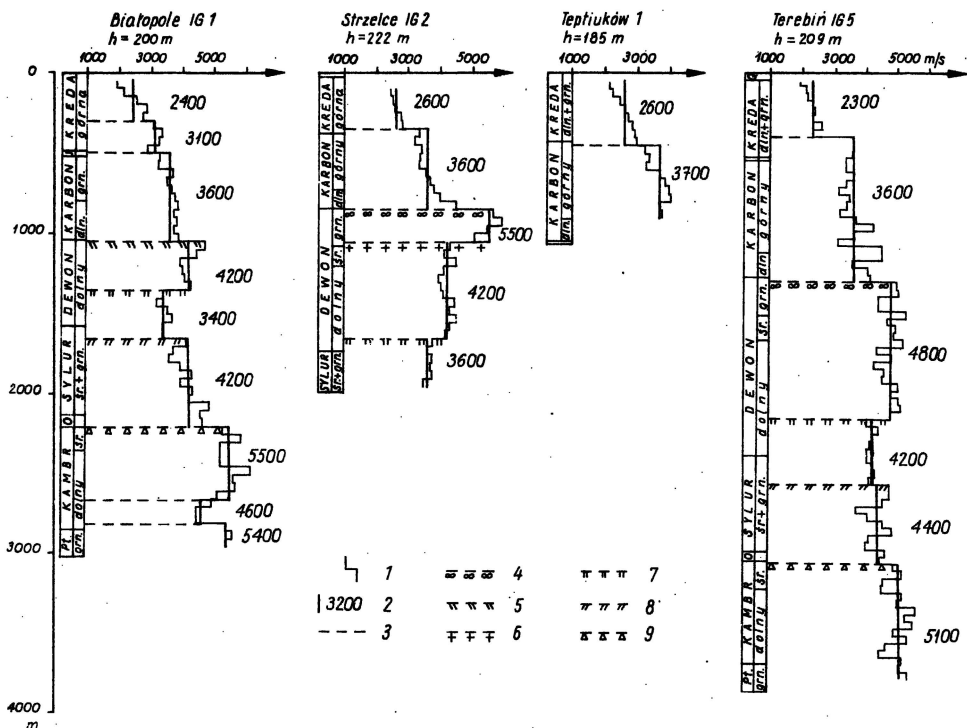 Białopole IG 1
h = 200 m
1000 3000 5000
Strzelce IG 2
h = 222 m
1000 3000 5000
Teptiuków 1
h = 185 m
1000 3000
Terebiń IG 5
h = 209 m
1000 3000 5000 m/s
0
1000
2000
3000
4000
m
KREDA
górna
J
KARBON
grn.
dln.
DEWON
dolny
SYLUR
śr.+grn.
O
KAMBR
śr.
dolny
Pt.
grn.
2400
3100
3600
4200
3400
4200
5500
4600
5400
KREDA
górna
KARBON
górny
dln
DEWON
grn.
śr.
dolny
SYLUR
śr+grn.
2600
3600
5500
4200
3600
KREDA
dln+grn.
KARBON
górny
dln
2600
3700
KREDA
dln+grn.
KARBON
górny
dln
DEWON
grn.
śr.
dolny
SYLUR
śr+grn.
O
KAMBR
śr.
dolny
Pt.
grn.
2300
3600
4800
4200
4400
5100
1
3200 2
3
4
5
6
7
8
9